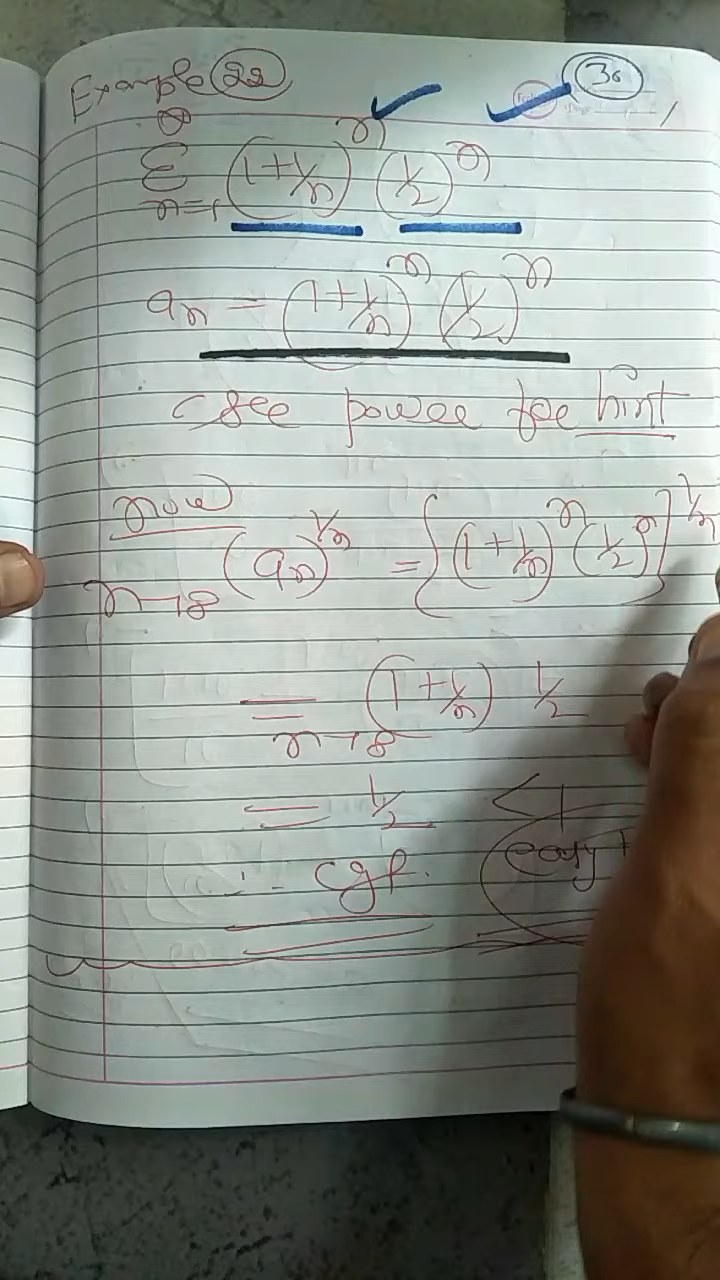 Example 22 36
∞
Σ (1+1/n)^n (1/2)^n
n=1
a_n = (1+1/n)^n (1/2)^n
see power for hint
now
(a_n)^1/n = {(1+1/n)^n (1/2)^n}^1/n
n→∞
= (1+1/n) 1/2
n→∞
= 1/2 <1
∴ cgt.